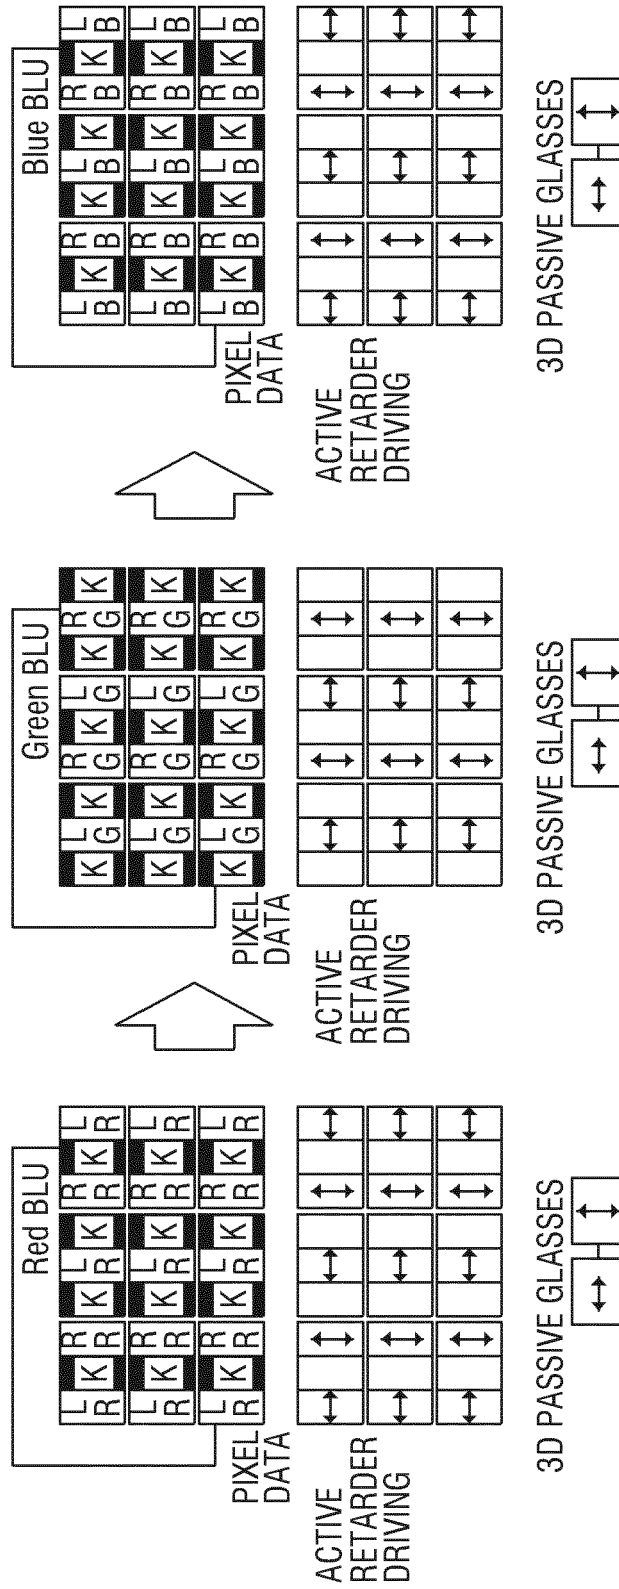 Red BLU
L K R K L K R K L
R R R R R
L K R K L K R K L
R R R R R
L K R K L K R K L
R R R R R
PIXEL
DATA
ACTIVE
RETARDER
DRIVING
3D PASSIVE GLASSES
Green BLU
K L K R K L K R K
G G G G
K L K R K L K R K
G G G G
K L K R K L K R K
G G G G
PIXEL
DATA
ACTIVE
RETARDER
DRIVING
3D PASSIVE GLASSES
Blue BLU
L K R K L K R K L
B B B B B
L K R K L K R K L
B B B B B
L K R K L K R K L
B B B B B
PIXEL
DATA
ACTIVE
RETARDER
DRIVING
3D PASSIVE GLASSES